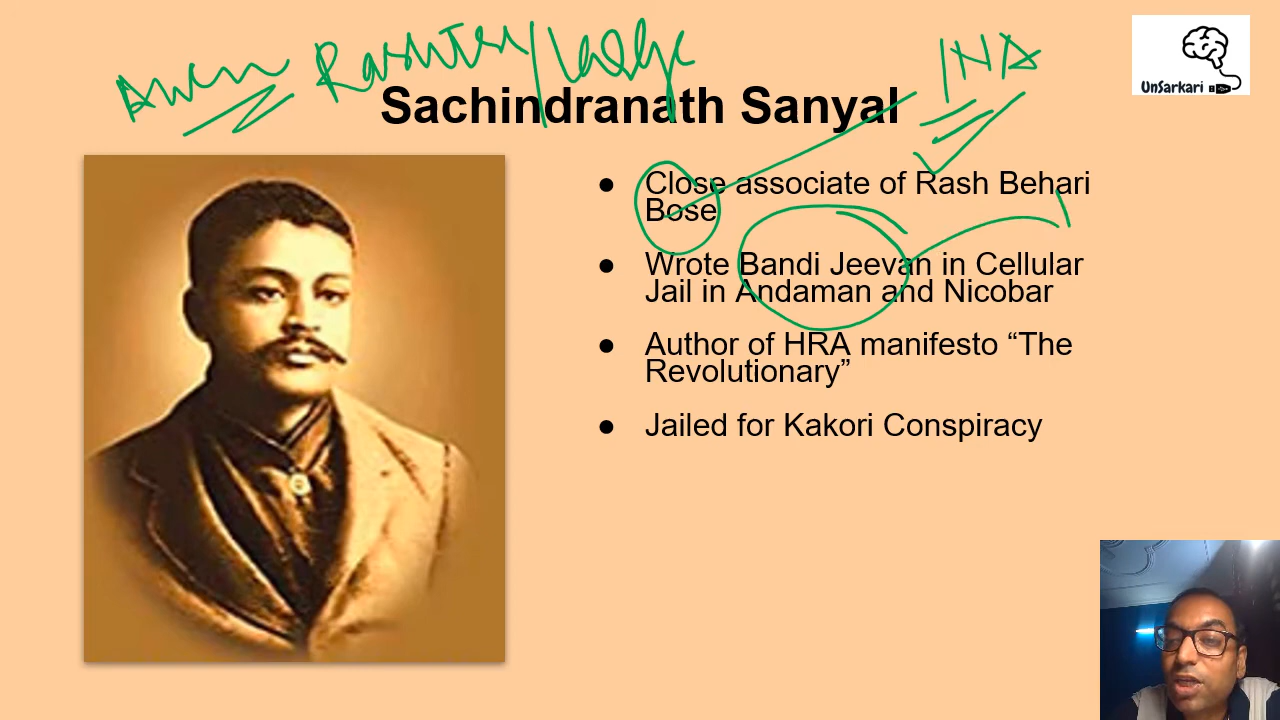 INA
UnSarkari
Sachindranath Sanyal
● Close associate of Rash Behari
Bose
● Wrote Bandi Jeevan in Cellular
Jail in Andaman and Nicobar
● Author of HRA manifesto “The
Revolutionary”
● Jailed for Kakori Conspiracy